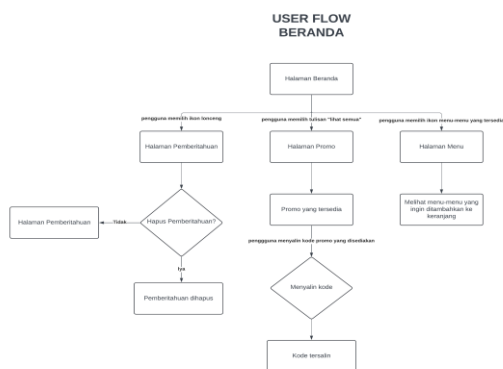 USER FLOW
BERANDA
Halaman Beranda
pengguna memilih ikon lonceng
pengguna memilih tulisan "lihat semua"
pengguna memilih ikon menu-menu yang tersedia
Halaman Pemberitahuan
Halaman Promo
Halaman Menu
Halaman Pemberitahuan
Tidak
Hapus Pemberitahuan?
Promo yang tersedia
Melihat menu-menu yang
ingin ditambahkan ke
keranjang
penggguna menyalin kode promo yang disediakan
Iya
Pemberitahuan dihapus
Menyalin kode
Kode tersalin